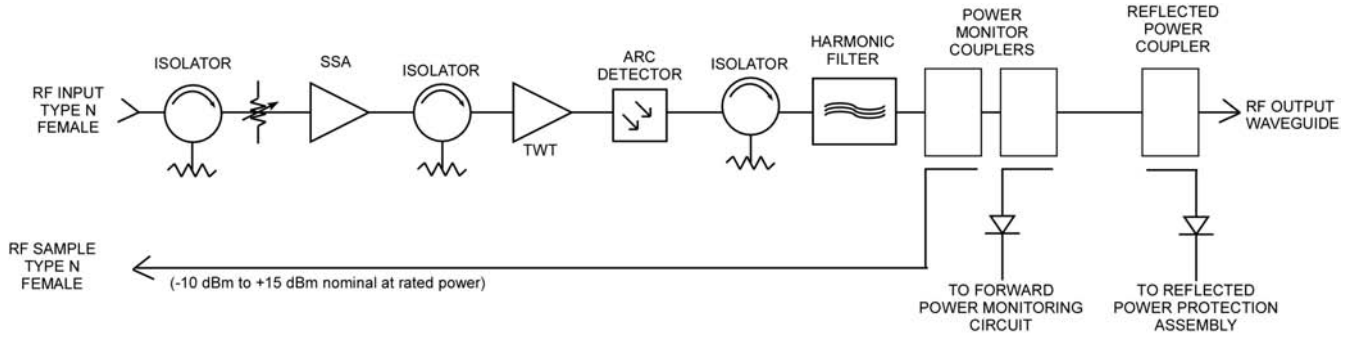 RF INPUT
TYPE N
FEMALE
ISOLATOR
SSA
ISOLATOR
TWT
ARC
DETECTOR
ISOLATOR
HARMONIC
FILTER
POWER
MONITOR
COUPLERS
REFLECTED
POWER
COUPLER
RF OUTPUT
WAVEGUIDE
RF SAMPLE
TYPE N
FEMALE
(-10 dBm to +15 dBm nominal at rated power)
TO FORWARD
POWER MONITORING
CIRCUIT
TO REFLECTED
POWER PROTECTION
ASSEMBLY